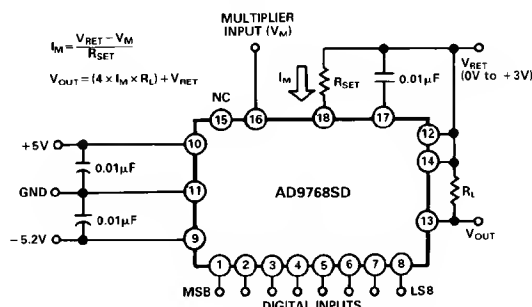 MULTIPLIER
INPUT (V_M)
I_M = V_RET − V_M / R_SET
V_OUT = (4 × I_M × R_L) + V_RET
I_M
R_SET
0.01µF
V_RET
(0V to +3V)
NC
15
16
18
17
+5V
10
12
14
0.01µF
GND
11
AD9768SD
R_L
0.01µF
13
−5.2V
9
V_OUT
1
2
3
4
5
6
7
8
MSB
LS8
DIGITAL INPUTS